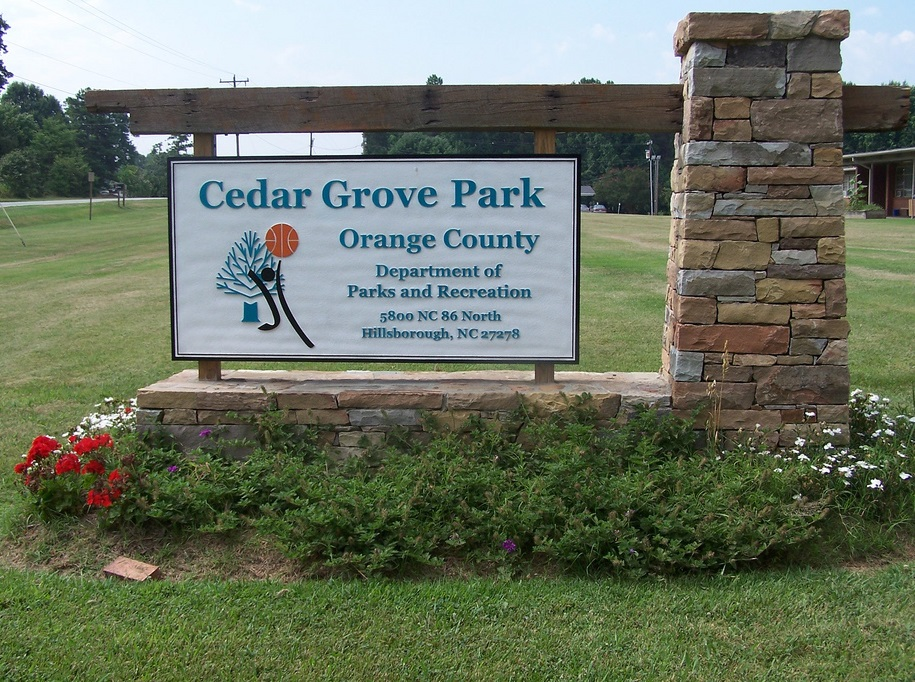 Cedar Grove Park
Orange County
Department of
Parks and Recreation
5800 NC 86 North
Hillsborough, NC 27278